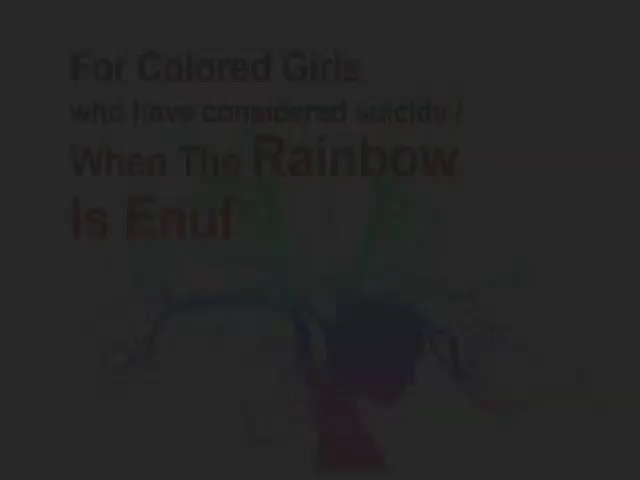 For Colored Girls
who have considered suicide /
When The Rainbow
Is Enuf